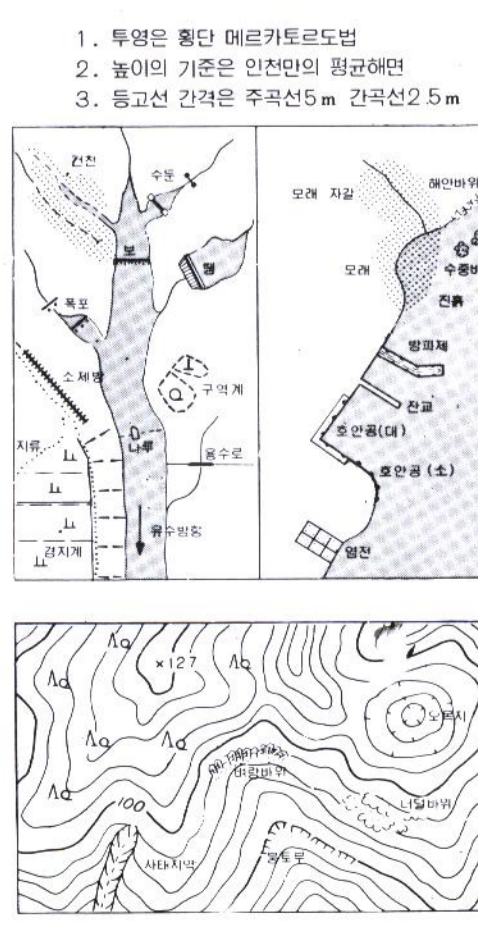 1. 투영은 횡단 메르카토르도법
2. 높이의 기준은 인천만의 평균해면
3. 등고선 간격은 주곡선5m 간곡선2.5m
건천
수문
보
댐
폭포
소제방
구역계
나루
지류
용수로
유수방향
경지계
해안바위
모래 자갈
모래
수중바
진흙
방파제
잔교
호안공(대)
호안공(소)
염전
×127
오목지
벼랑바위
너덜바위
100
사태지역